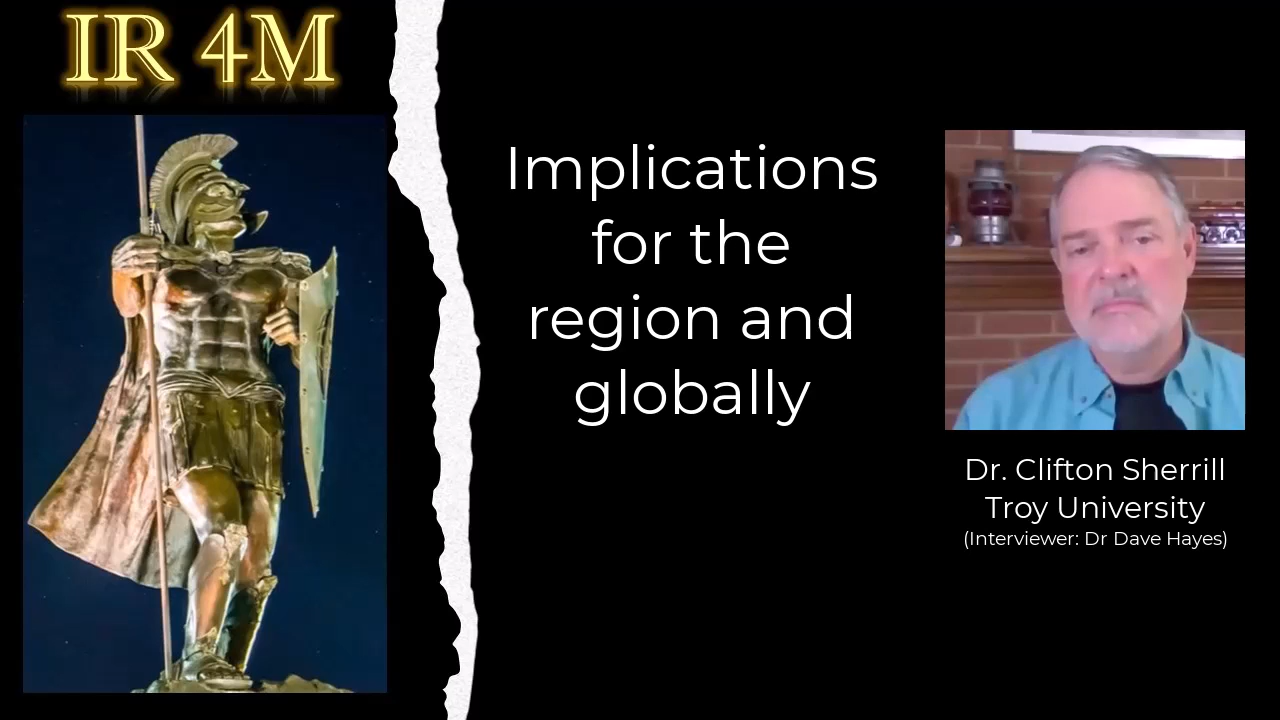 IR 4M
Implications
for the
region and
globally
Dr. Clifton Sherrill
Troy University
(Interviewer: Dr Dave Hayes)